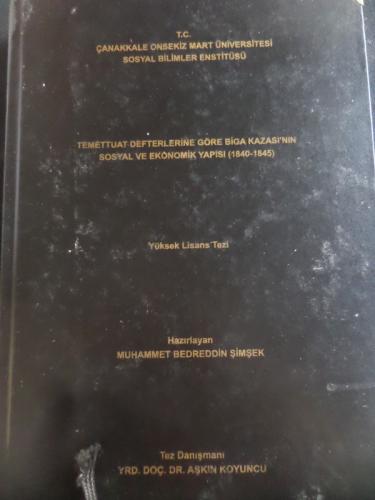 T.C.
ÇANAKKALE ONSEKİZ MART ÜNİVERSİTESİ
SOSYAL BİLİMLER ENSTİTÜSÜ
TEMETTUAT DEFTERLERİNE GÖRE BİGA KAZASI'NIN
SOSYAL VE EKONOMİK YAPISI (1840-1845)
Yüksek Lisans Tezi
Hazırlayan
MUHAMMET BEDREDDİN ŞİMŞEK
Tez Danışmanı
YRD. DOÇ. DR. AŞKIN KOYUNCU